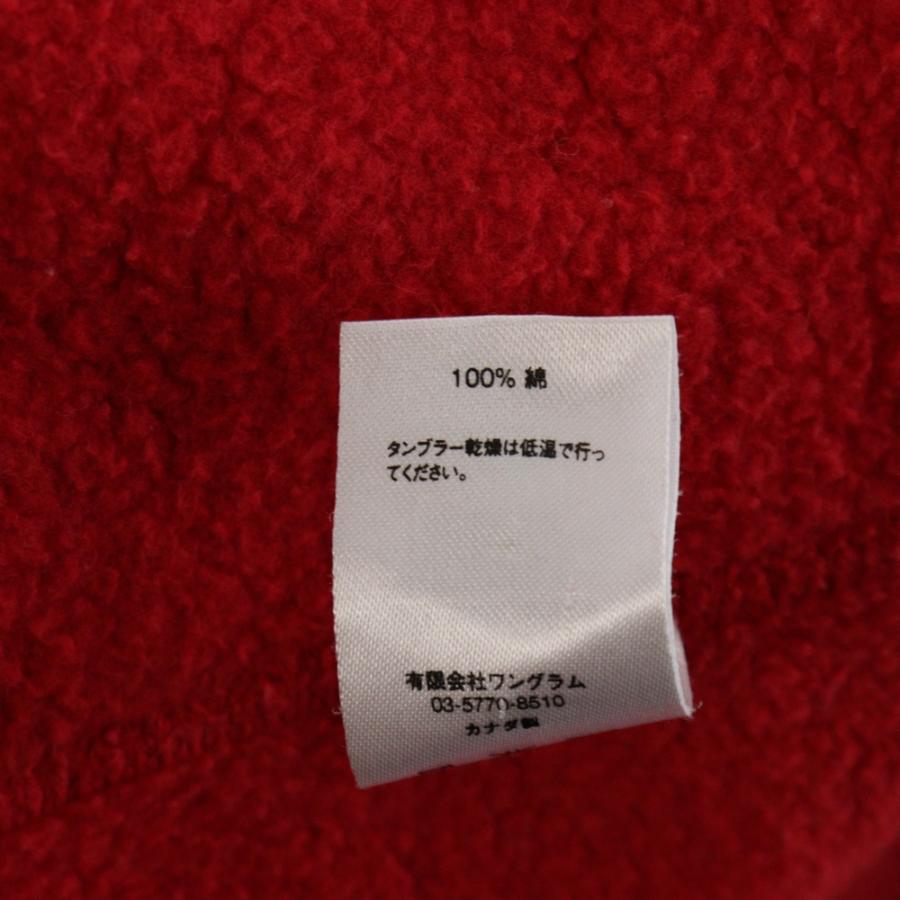 100% 綿
タンブラー乾燥は低温で行っ
てください。
有限会社ワングラム
03-5770-8510
カナダ製